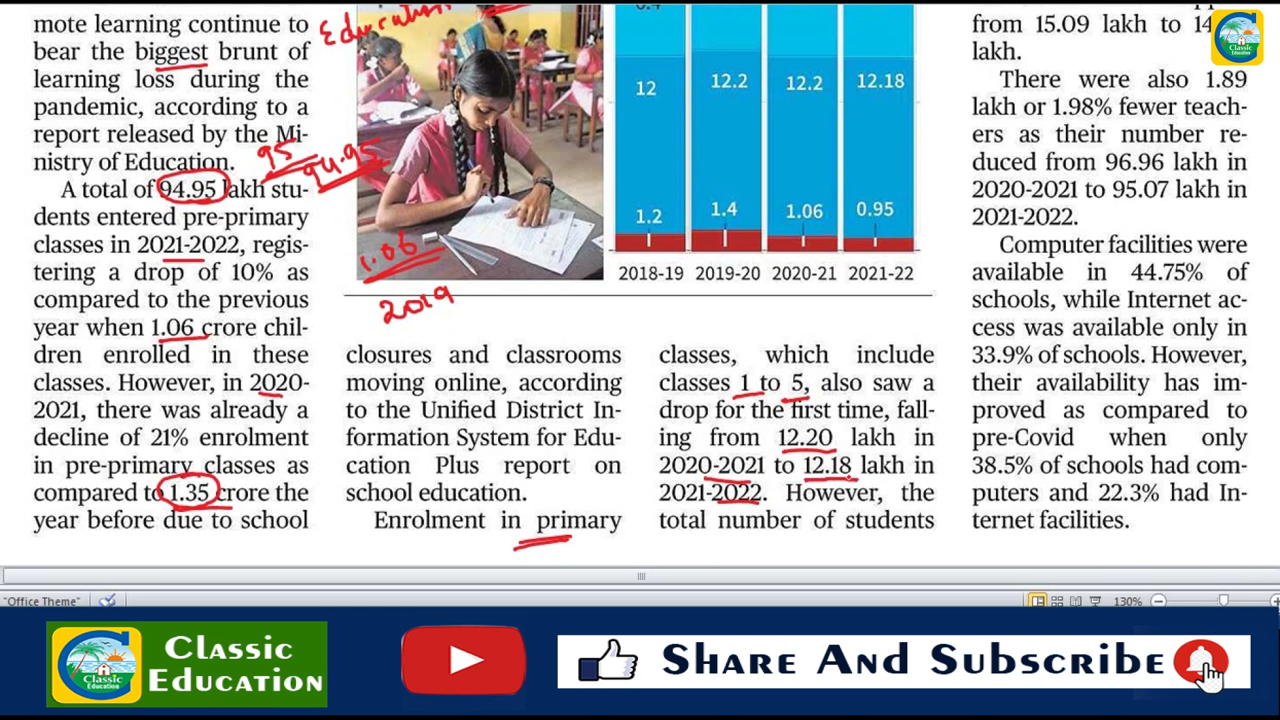 mote learning continue to
bear the biggest brunt of
learning loss during the
pandemic, according to a
report released by the Mi-
nistry of Education.
A total of 94.95 lakh stu-
dents entered pre-primary
classes in 2021-2022, regis-
tering a drop of 10% as
compared to the previous
year when 1.06 crore chil-
dren enrolled in these
classes. However, in 2020-
2021, there was already a
decline of 21% enrolment
in pre-primary classes as
compared to 1.35 crore the
year before due to school
Education
95
94.95
1.06
2019
12 12.2 12.2 12.18
1.2 1.4 1.06 0.95
2018-19 2019-20 2020-21 2021-22
closures and classrooms
moving online, according
to the Unified District In-
formation System for Edu-
cation Plus report on
school education.
Enrolment in primary
classes, which include
classes 1 to 5, also saw a
drop for the first time, fall-
ing from 12.20 lakh in
2020-2021 to 12.18 lakh in
2021-2022. However, the
total number of students
from 15.09 lakh to 14
lakh.
There were also 1.89
lakh or 1.98% fewer teach-
ers as their number re-
duced from 96.96 lakh in
2020-2021 to 95.07 lakh in
2021-2022.
Computer facilities were
available in 44.75% of
schools, while Internet ac-
cess was available only in
33.9% of schools. However,
their availability has im-
proved as compared to
pre-Covid when only
38.5% of schools had com-
puters and 22.3% had In-
ternet facilities.
Classic
Education
"Office Theme"
130%
Classic
Education
Classic
Education
Share And Subscribe